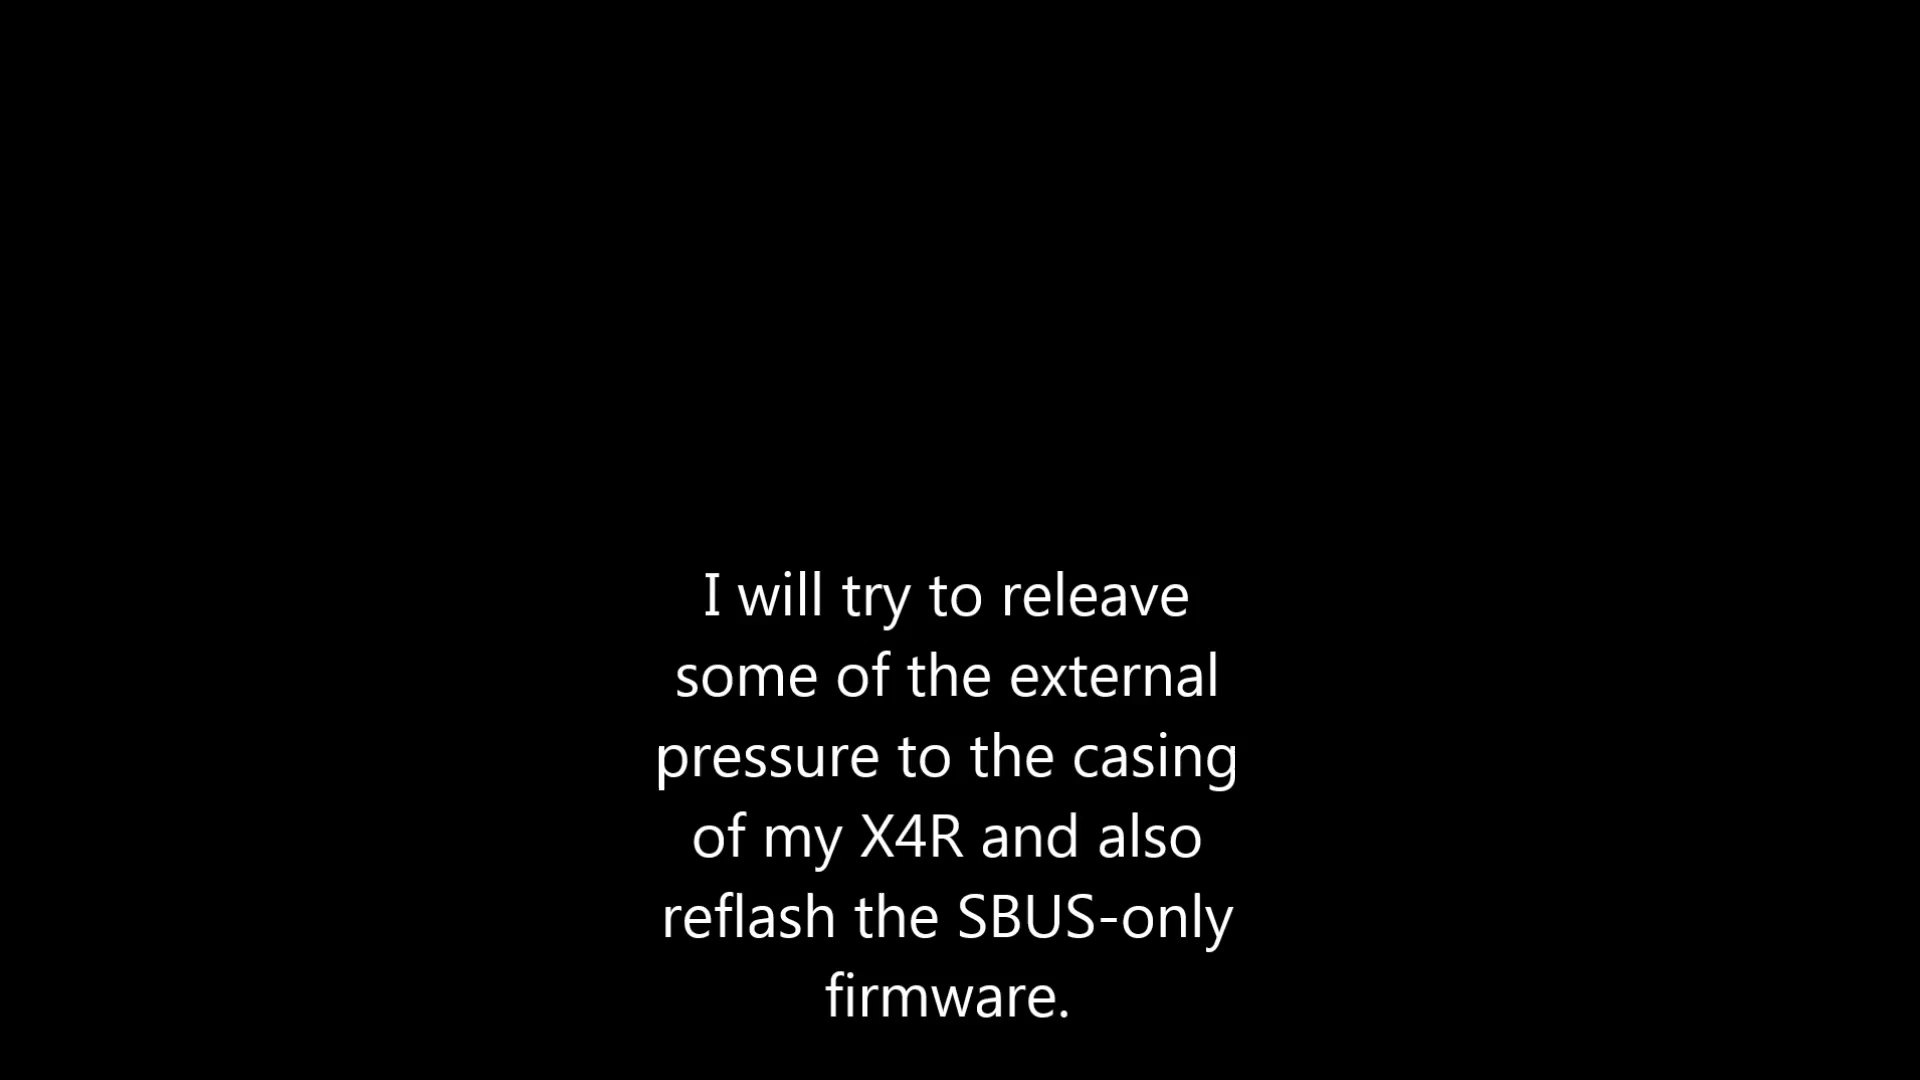 I will try to releave
some of the external
pressure to the casing
of my X4R and also
reflash the SBUS-only
firmware.